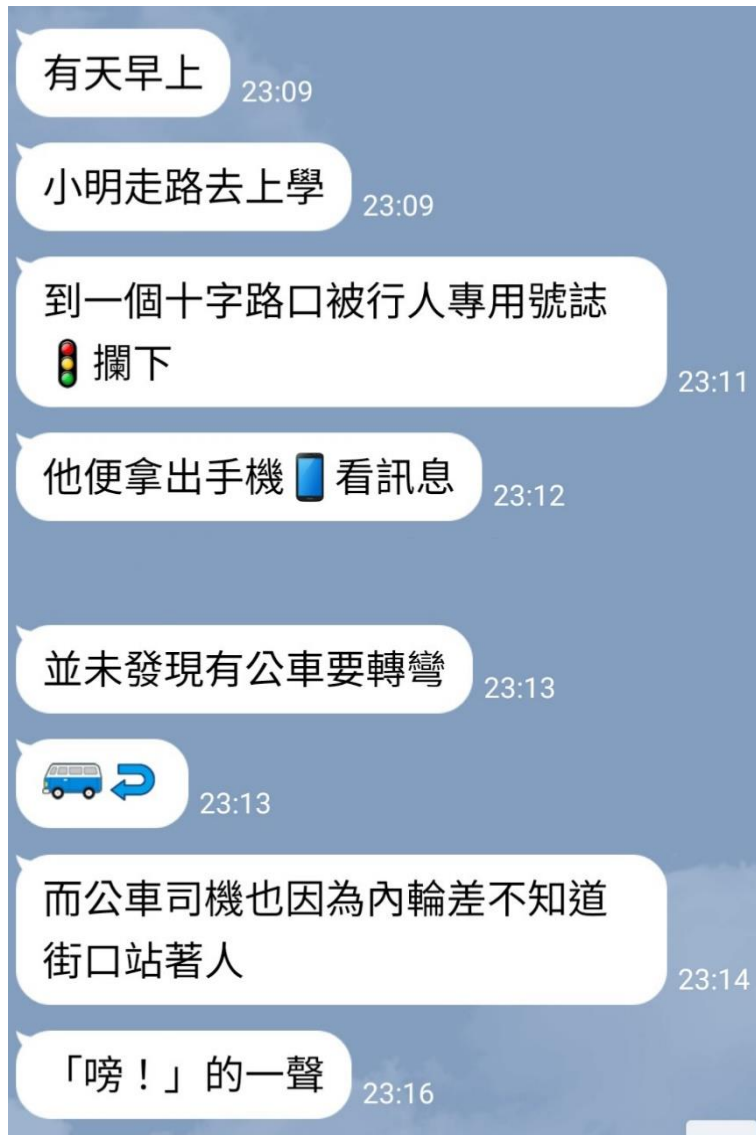 有天早上
23:09
小明走路去上學
23:09
到一個十字路口被行人專用號誌
🚦攔下
23:11
他便拿出手機📱看訊息
23:12
並未發現有公車要轉彎
23:13
23:13
而公車司機也因為內輪差不知道
街口站著人
23:14
「嗙！」的一聲
23:16